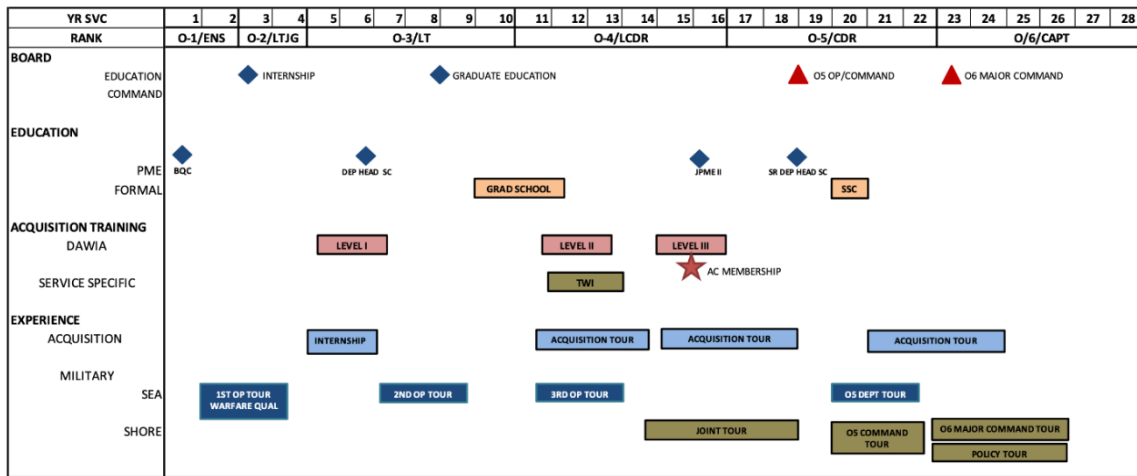 YR SVC 1 2 3 4 5 6 7 8 9 10 11 12 13 14 15 16 17 18 19 20 21 22 23 24 25 26 27 28
RANK O-1/ENS O-2/LTJG O-3/LT O-4/LCDR O-5/CDR O/6/CAPT
BOARD
EDUCATION INTERNSHIP GRADUATE EDUCATION O5 OP/COMMAND O6 MAJOR COMMAND
COMMAND
EDUCATION
PME BQC DEP HEAD SC JPME II SR DEP HEAD SC
FORMAL GRAD SCHOOL SSC
ACQUISITION TRAINING
DAWIA LEVEL I LEVEL II LEVEL III
AC MEMBERSHIP
SERVICE SPECIFIC TWI
EXPERIENCE
ACQUISITION INTERNSHIP ACQUISITION TOUR ACQUISITION TOUR ACQUISITION TOUR
MILITARY
SEA 1ST OP TOUR 2ND OP TOUR 3RD OP TOUR O5 DEPT TOUR
WARFARE QUAL
SHORE JOINT TOUR O5 COMMAND O6 MAJOR COMMAND TOUR
TOUR POLICY TOUR